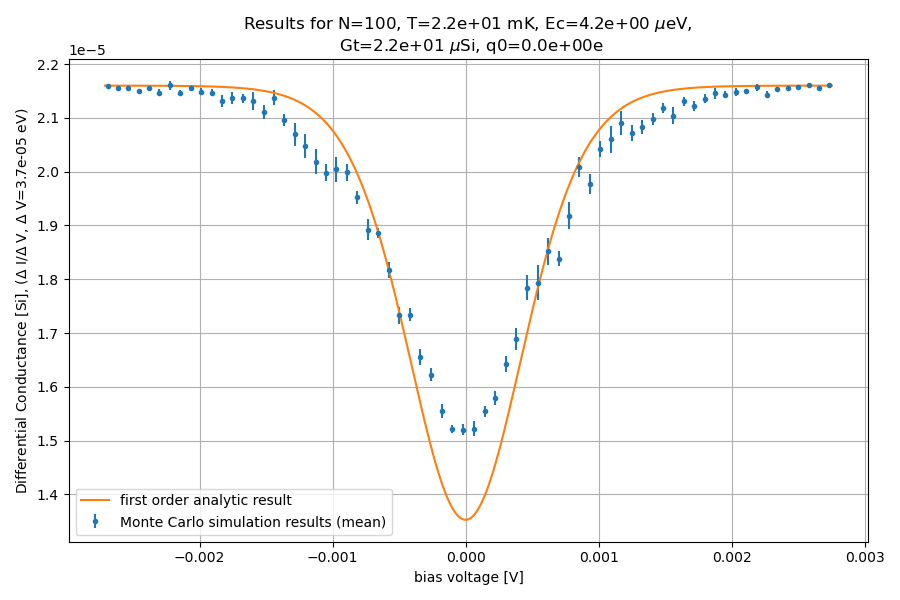 Results for N=100, T=2.2e+01 mK, Ec=4.2e+00 μeV,
Gt=2.2e+01 μSi, q0=0.0e+00e
1e−5
2.2
2.1
2.0
1.9
1.8
1.7
1.6
1.5
1.4
Differential Conductance [Si], (Δ I/Δ V, Δ V=3.7e-05 eV)
first order analytic result
Monte Carlo simulation results (mean)
−0.002
−0.001
0.000
0.001
0.002
0.003
bias voltage [V]